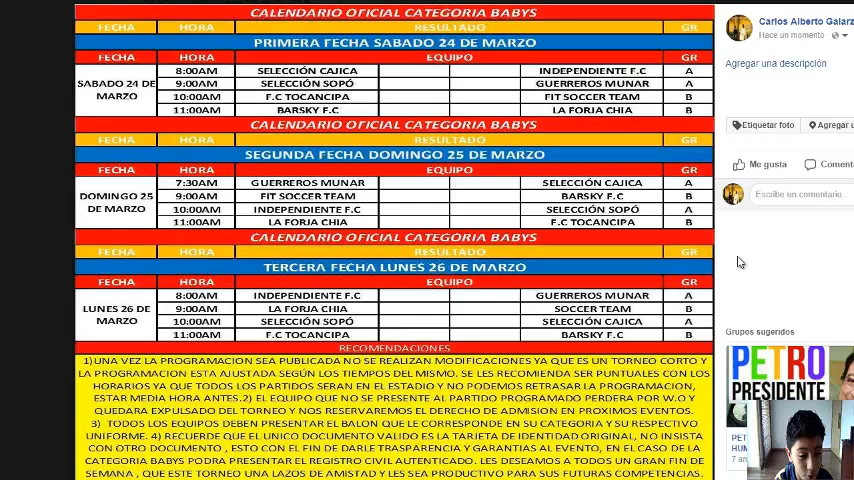 CALENDARIO OFICIAL CATEGORIA BABYS
FECHA HORA RESULTADO GR
PRIMERA FECHA SABADO 24 DE MARZO
FECHA HORA EQUIPO GR
SABADO 24 DE MARZO
8:00AM SELECCIÓN CAJICA INDEPENDIENTE F.C A
9:00AM SELECCIÓN SOPÓ GUERREROS MUNAR A
10:00AM F.C TOCANCIPA FIT SOCCER TEAM B
11:00AM BARSKY F.C LA FORJA CHIA B
CALENDARIO OFICIAL CATEGORIA BABYS
FECHA HORA RESULTADO GR
SEGUNDA FECHA DOMINGO 25 DE MARZO
FECHA HORA EQUIPO GR
DOMINGO 25 DE MARZO
7:30AM GUERREROS MUNAR SELECCIÓN CAJICA A
9:00AM FIT SOCCER TEAM BARSKY F.C B
10:00AM INDEPENDIENTE F.C SELECCIÓN SOPÓ A
11:00AM LA FORJA CHIA F.C TOCANCIPA B
CALENDARIO OFICIAL CATEGORIA BABYS
FECHA HORA RESULTADO GR
TERCERA FECHA LUNES 26 DE MARZO
FECHA HORA EQUIPO GR
LUNES 26 DE MARZO
8:00AM INDEPENDIENTE F.C GUERREROS MUNAR A
9:00AM LA FORJA CHIA SOCCER TEAM B
10:00AM SELECCIÓN SOPÓ SELECCIÓN CAJICA A
11:00AM F.C TOCANCIPA BARSKY F.C B
RECOMENDACIONES
1)UNA VEZ LA PROGRAMACION SEA PUBLICADA NO SE REALIZAN MODIFICACIONES YA QUE ES UN TORNEO CORTO Y
LA PROGRAMACION ESTA AJUSTADA SEGÚN LOS TIEMPOS DEL MISMO. SE LES RECOMIENDA SER PUNTUALES CON LOS
HORARIOS YA QUE TODOS LOS PARTIDOS SERAN EN EL ESTADIO Y NO PODEMOS RETRASAR LA PROGRAMACION,
ESTAR MEDIA HORA ANTES.2) EL EQUIPO QUE NO SE PRESENTE AL PARTIDO PROGRAMADO PERDERA POR W.O Y
QUEDARA EXPULSADO DEL TORNEO Y NOS RESERVAREMOS EL DERECHO DE ADMISION EN PROXIMOS EVENTOS.
3) TODOS LOS EQUIPOS DEBEN PRESENTAR EL BALON QUE LE CORRESPONDE EN SU CATEGORIA Y SU RESPECTIVO
UNIFORME. 4) RECUERDE QUE EL UNICO DOCUMENTO VALIDO ES LA TARJETA DE IDENTIDAD ORIGINAL, NO INSISTA
CON OTRO DOCUMENTO , ESTO CON EL FIN DE DARLE TRASPARENCIA Y GARANTIAS AL EVENTO, EN EL CASO DE LA
CATEGORIA BABYS PODRA PRESENTAR EL REGISTRO CIVIL AUTENTICADO. LES DESEAMOS A TODOS UN GRAN FIN DE
SEMANA , QUE ESTE TORNEO UNA LAZOS DE AMISTAD Y LES SEA PRODUCTIVO PARA SUS FUTURAS COMPETENCIAS,
Carlos Alberto Galarz
Hace un momento
Agregar una descripción
Etiquetar foto Agregar u
Me gusta Coment
Escribe un comentario
Grupos sugeridos
PETRO
PRESIDENTE